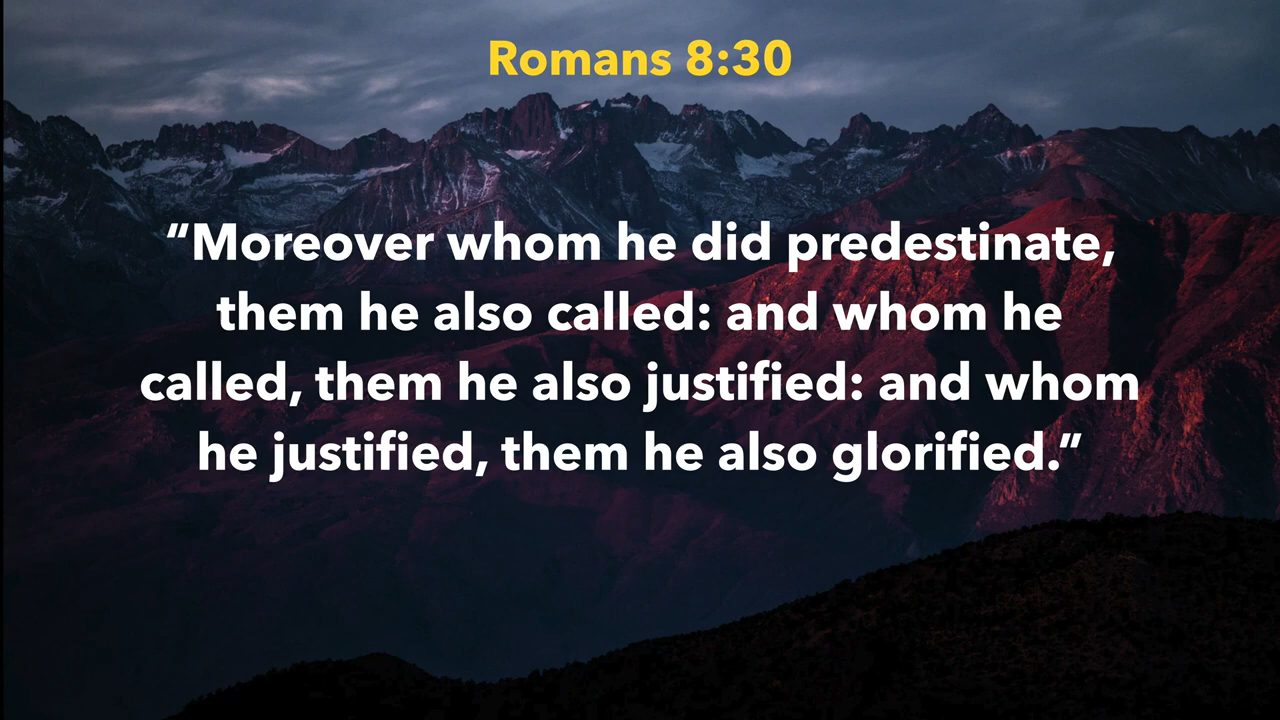 Romans 8:30
“Moreover whom he did predestinate,
them he also called: and whom he
called, them he also justified: and whom
he justified, them he also glorified.”